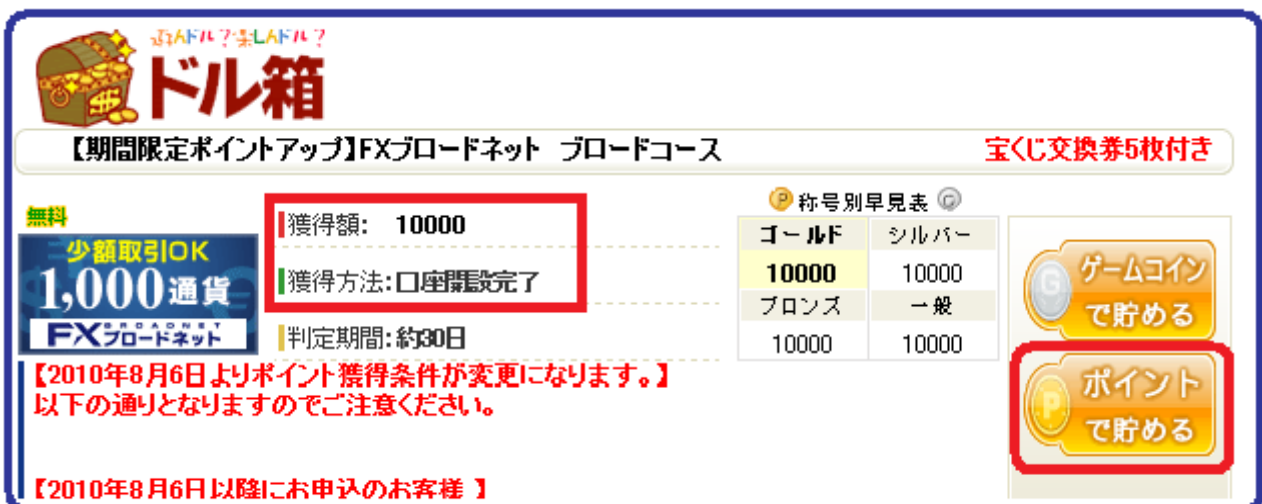 遊べAドル?楽しLAドル?
ドル箱
【期間限定ポイントアップ】FXブロードネット ブロードコース
宝くじ交換券5枚付き
無料
少額取引OK
1,000通貨
BROADNET
FXブロードネット
獲得額: 10000
獲得方法:口座開設完了
判定期間:約30日
P 称号別早見表 G
ゴールド シルバー
10000 10000
ブロンズ 一般
10000 10000
G ゲームコイン
で貯める
P ポイント
で貯める
【2010年8月6日よりポイント獲得条件が変更になります。】
以下の通りとなりますのでご注意ください。
【2010年8月6日以降にお申込のお客様 】